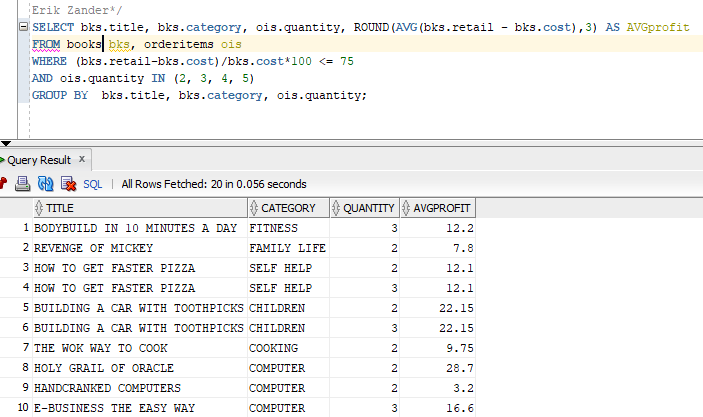 Erik Zander*/
SELECT bks.title, bks.category, ois.quantity, ROUND(AVG(bks.retail - bks.cost),3) AS AVGprofit
FROM books bks, orderitems ois
WHERE (bks.retail-bks.cost)/bks.cost*100 <= 75
AND ois.quantity IN (2, 3, 4, 5)
GROUP BY  bks.title, bks.category, ois.quantity;
Query Result x
SQL | All Rows Fetched: 20 in 0.056 seconds
TITLE CATEGORY QUANTITY AVGPROFIT
1 BODYBUILD IN 10 MINUTES A DAY FITNESS 3 12.2
2 REVENGE OF MICKEY FAMILY LIFE 2 7.8
3 HOW TO GET FASTER PIZZA SELF HELP 2 12.1
4 HOW TO GET FASTER PIZZA SELF HELP 3 12.1
5 BUILDING A CAR WITH TOOTHPICKS CHILDREN 2 22.15
6 BUILDING A CAR WITH TOOTHPICKS CHILDREN 3 22.15
7 THE WOK WAY TO COOK COOKING 2 9.75
8 HOLY GRAIL OF ORACLE COMPUTER 2 28.7
9 HANDCRANKED COMPUTERS COMPUTER 2 3.2
10 E-BUSINESS THE EASY WAY COMPUTER 3 16.6